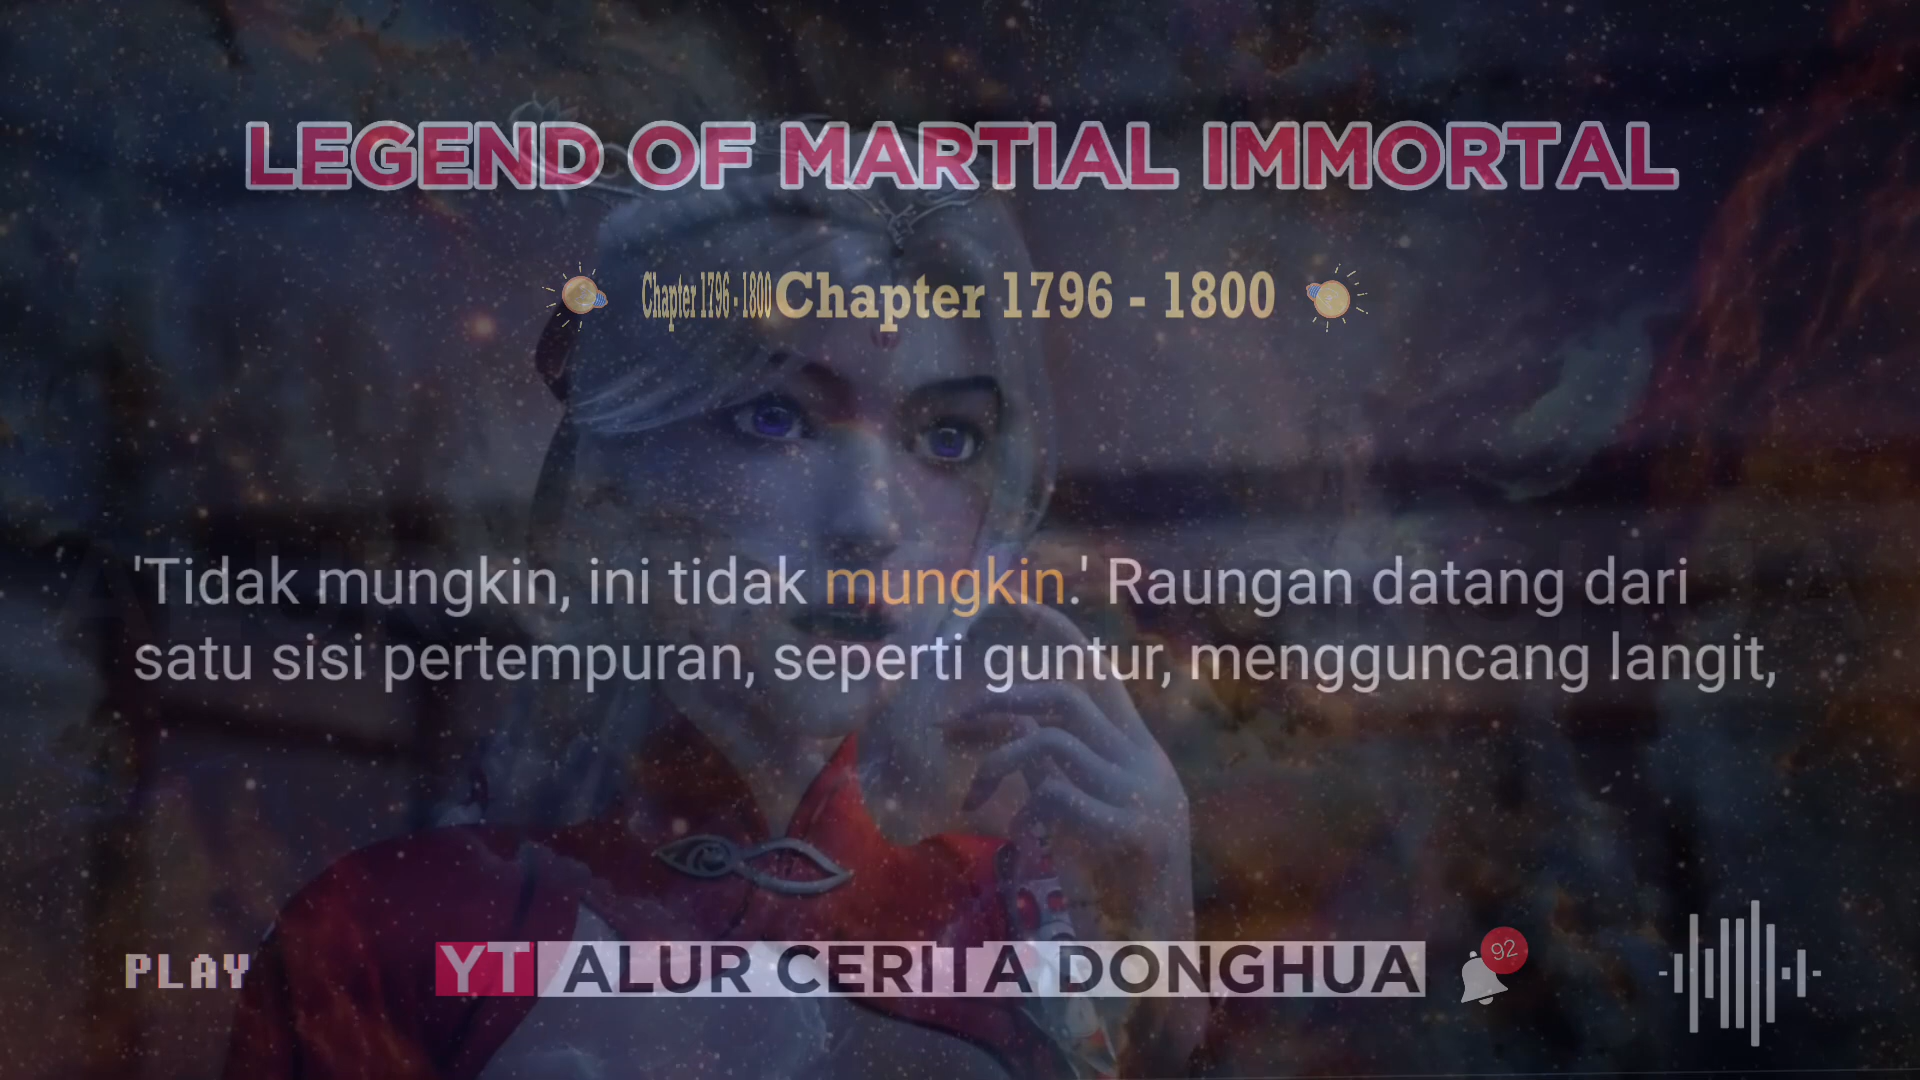 LEGEND OF MARTIAL IMMORTAL
Chapter 1796 - 1800 Chapter 1796 - 1800
'Tidak mungkin, ini tidak mungkin.' Raungan datang dari
satu sisi pertempuran, seperti guntur, mengguncang langit,
PLAY YT ALUR CERITA DONGHUA 92